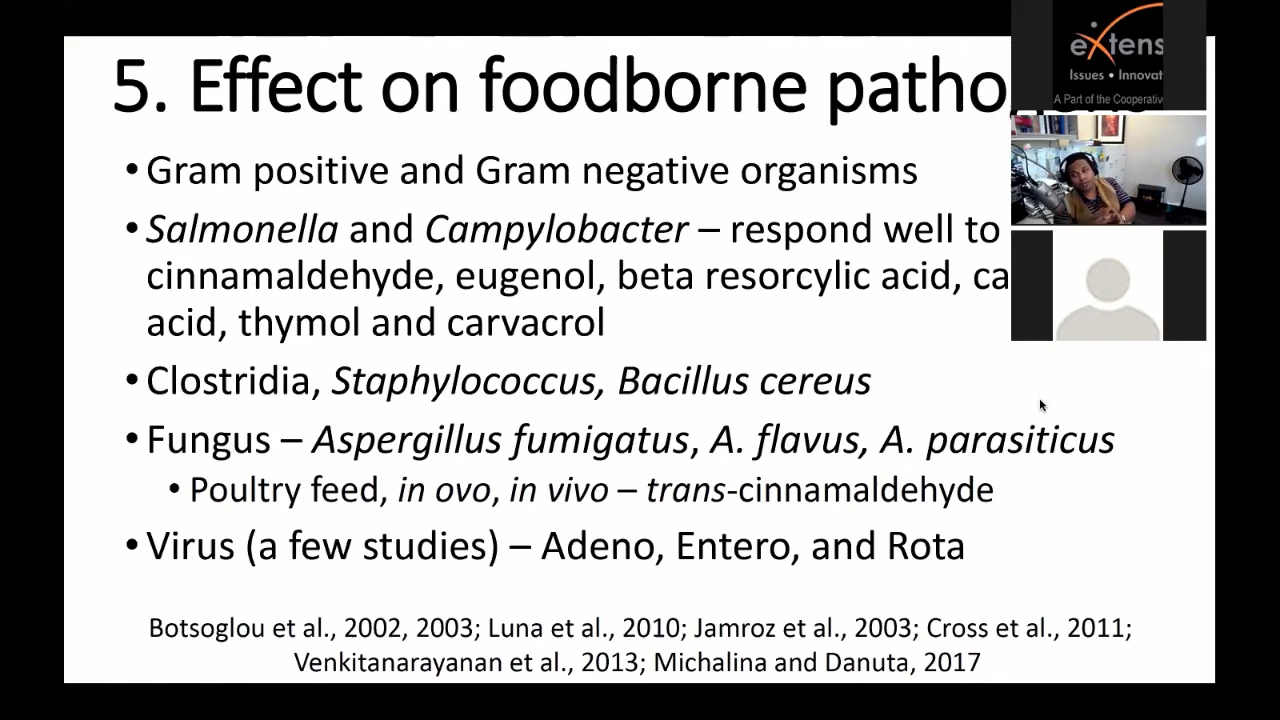 5. Effect on foodborne
• Gram positive and Gram negative organisms
• Salmonella and Campylobacter – respond well to
cinnamaldehyde, eugenol, beta resorcylic acid,
acid, thymol and carvacrol
• Clostridia, Staphylococcus, Bacillus cereus
• Fungus – Aspergillus fumigatus, A. flavus, A. parasiticus
• Poultry feed, in ovo, in vivo – trans-cinnamaldehyde
• Virus (a few studies) – Adeno, Entero, and Rota
Botsoglou et al., 2002, 2003; Luna et al., 2010; Jamroz et al., 2003; Cross et al., 2011;
Venkitanarayanan et al., 2013; Michalina and Danuta, 2017
eXtens
Issues • Innovat
A Part of the Cooperative